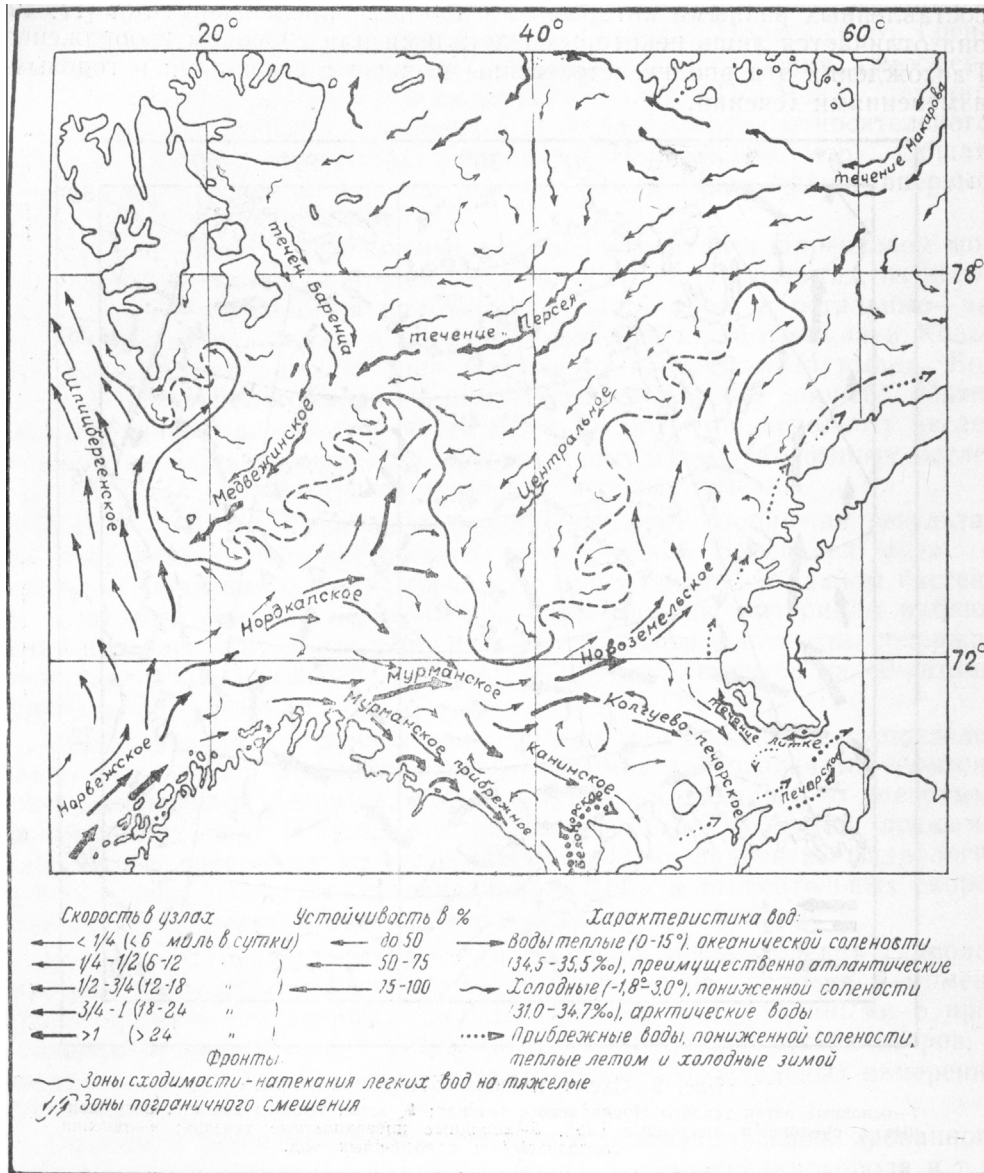 20°
40°
60°
течение Макарова
78°
течение Баренца
течение Персея
Шпицбергенское
Медвежинское
Центральное
Нордкапское
Новоземельское
72°
Мурманское
Мурманское прибрежное
Колгуево-печорское
течение Литке
Норвежское
канинское
Беломорское
Печорское
Скорость в узлах
< 1/4 (<6 миль в сутки)
1/4 -1/2(6-12 " )
1/2 -3/4(12-18 " )
3/4-1 (18-24 " )
>1 (>24 " )
Устойчивость в %
до 50
50-75
75-100
Характеристика вод:
Воды теплые (0-15°), океанической солености
(34,5-35,5‰), преимущественно атлантические
Холодные (-1,8°-3,0°), пониженной солености
(31,0-34,7‰), арктические воды
Прибрежные воды, пониженной солености,
теплые летом и холодные зимой
Фронты
Зоны сходимости-натекания легких вод на тяжелые
Зоны пограничного смешения